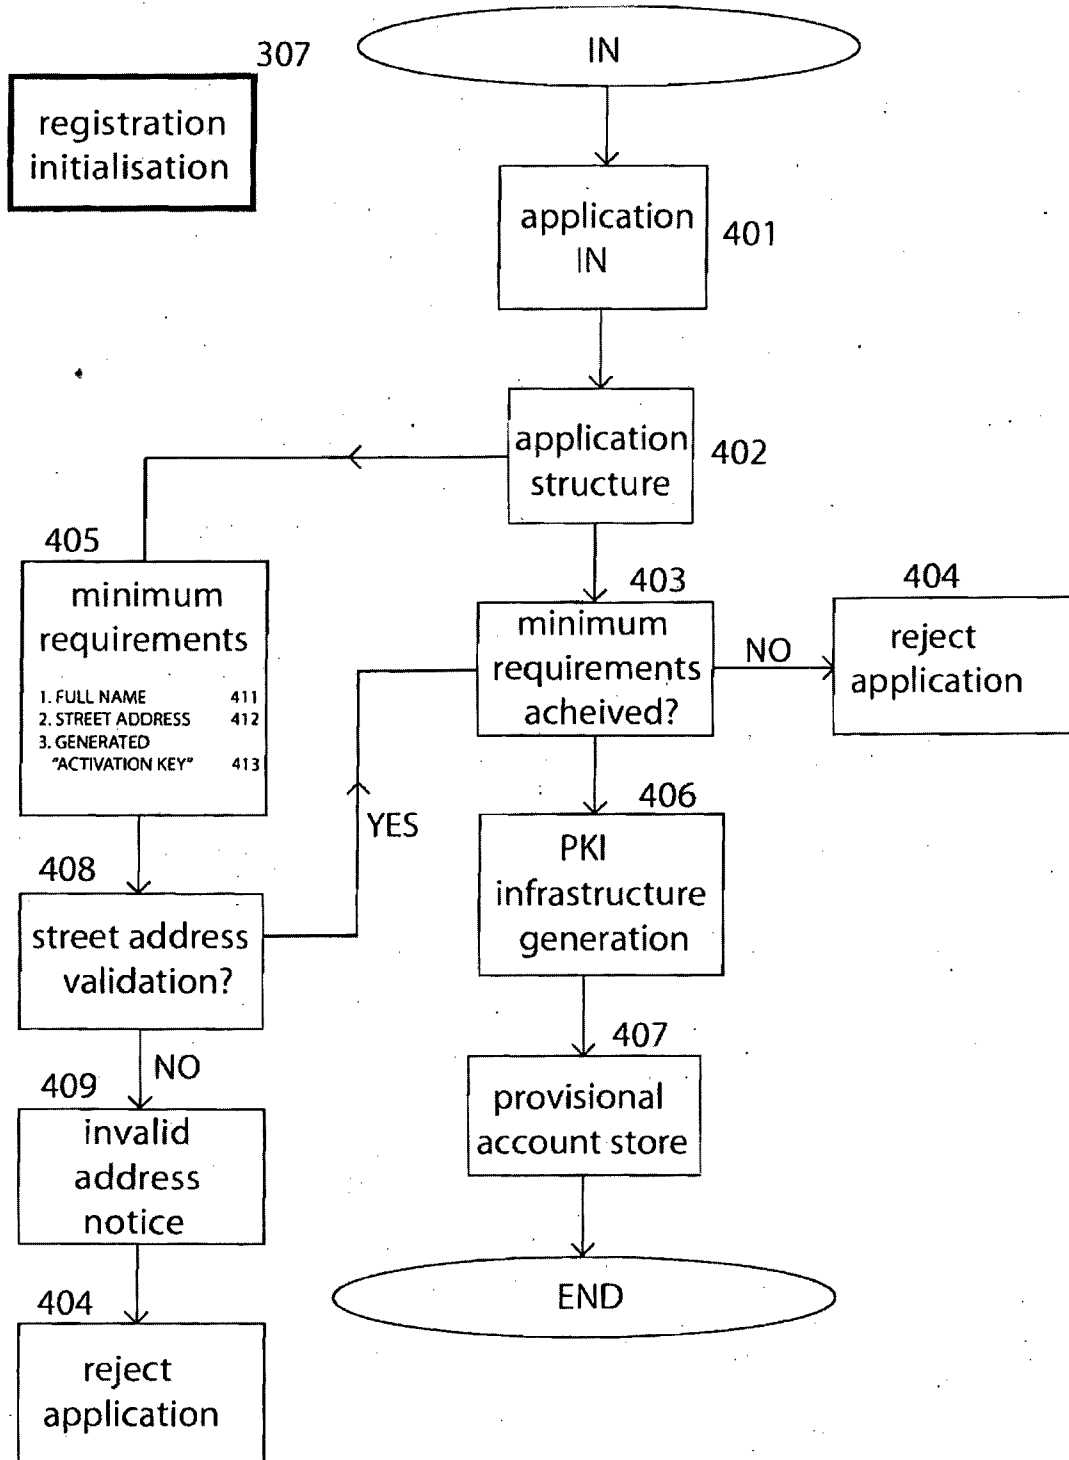 307
registration
initialisation
IN
application
IN
401
application
structure
402
405
minimum
requirements
1. FULL NAME 411
2. STREET ADDRESS 412
3. GENERATED
"ACTIVATION KEY" 413
403
minimum
requirements
acheived?
NO
404
reject
application
YES
406
PKI
infrastructure
generation
408
street address
validation?
NO
407
provisional
account store
409
invalid
address
notice
END
404
reject
application